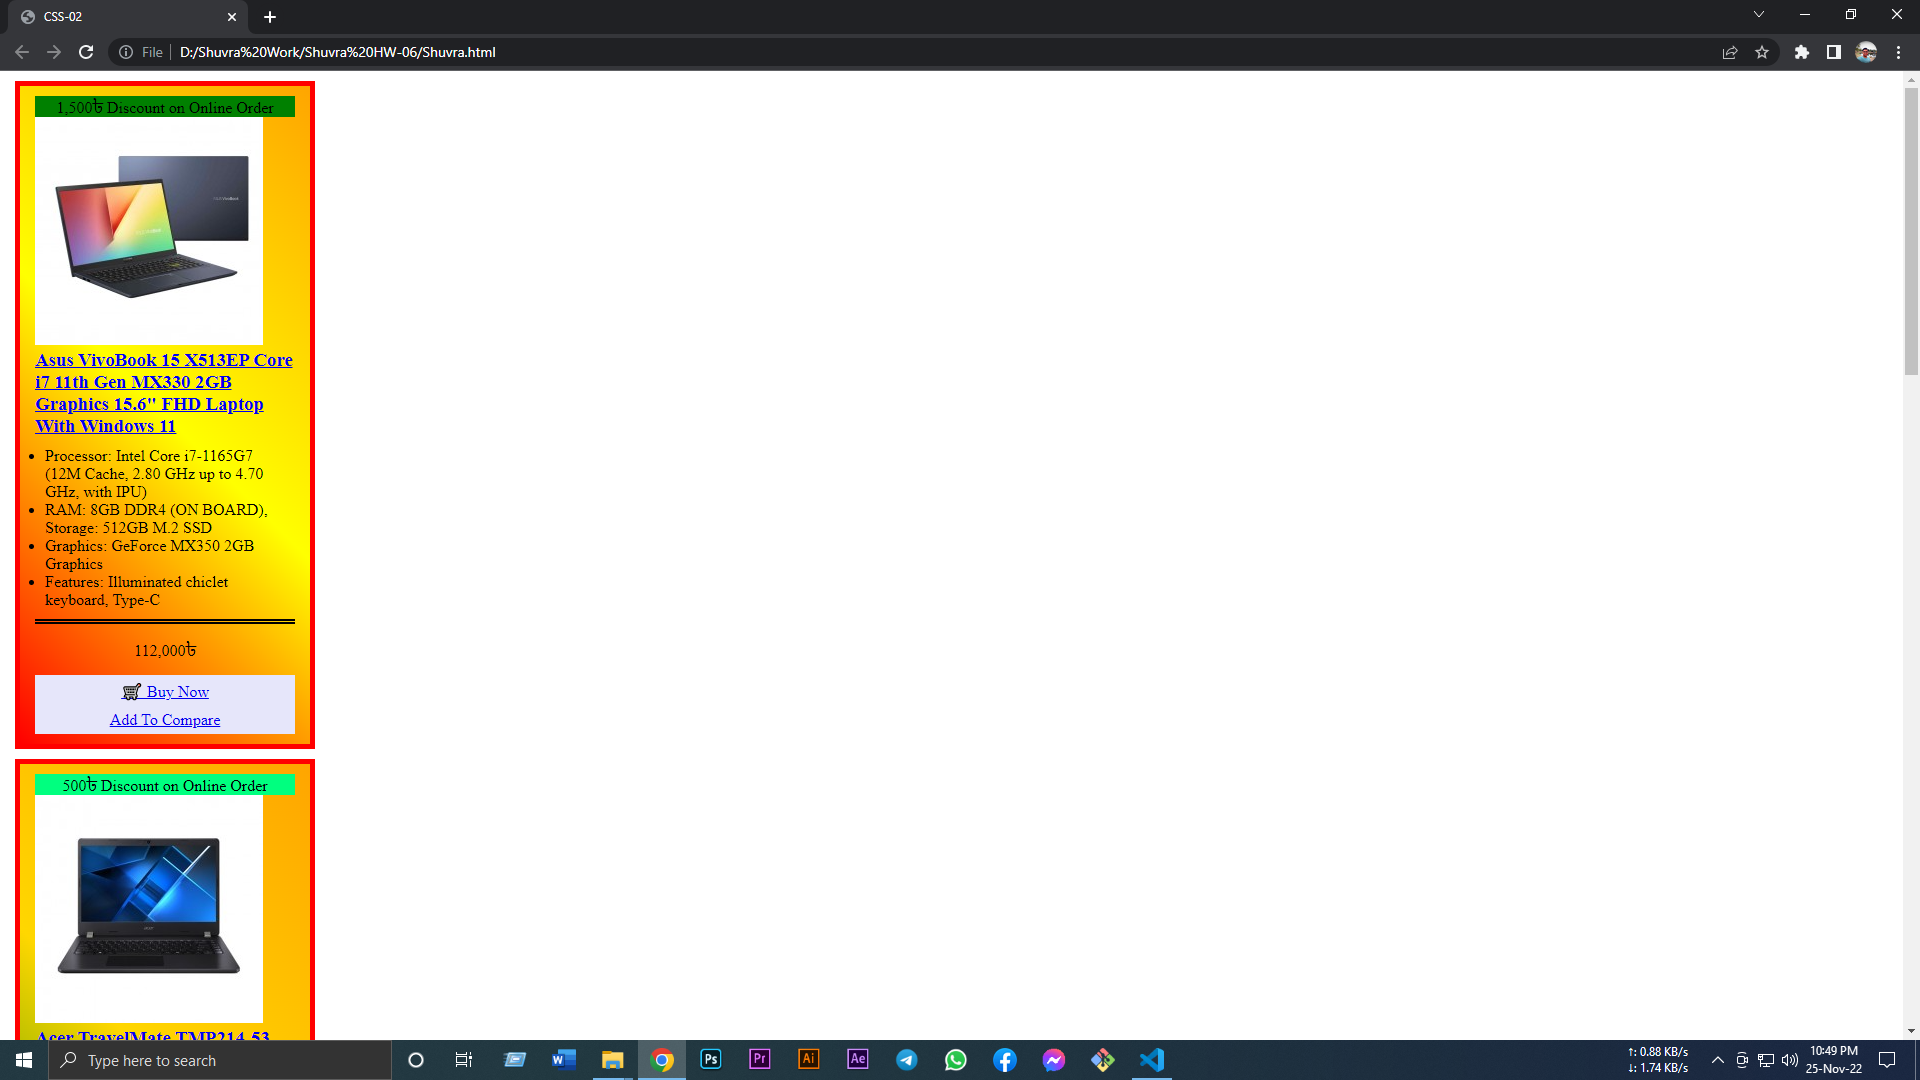 CSS-02
File
D:/Shuvra%20Work/Shuvra%20HW-06/Shuvra.html
1,500৳ Discount on Online Order
Asus VivoBook 15 X513EP Core
i7 11th Gen MX330 2GB
Graphics 15.6" FHD Laptop
With Windows 11
Processor: Intel Core i7-1165G7
(12M Cache, 2.80 GHz up to 4.70
GHz, with IPU)
RAM: 8GB DDR4 (ON BOARD),
Storage: 512GB M.2 SSD
Graphics: GeForce MX350 2GB
Graphics
Features: Illuminated chiclet
keyboard, Type-C
112,000৳
Buy Now
Add To Compare
500৳ Discount on Online Order
acer
Acer TravelMate TMP214-53
Type here to search
W
Ps
Pr
Ai
Ae
↑: 0.88 KB/s
↓: 1.74 KB/s
10:49 PM
25-Nov-22